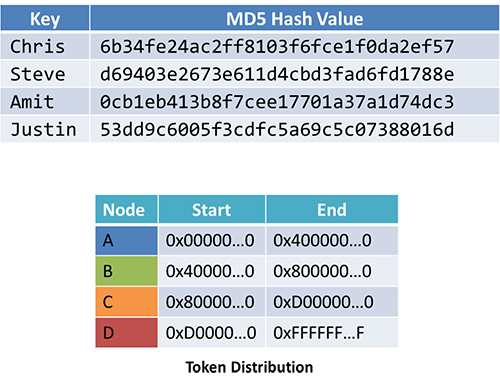 Key MD5 Hash Value
Chris 6b34fe24ac2ff8103f6fce1f0da2ef57
Steve d69403e2673e611d4cbd3fad6fd1788e
Amit 0cb1eb413b8f7cee17701a37a1d74dc3
Justin 53dd9c6005f3cdfc5a69c5c07388016d
Node Start End
A 0x00000...0 0x400000...0
B 0x40000...0 0x800000...0
C 0x80000...0 0xD00000...0
D 0xD0000...0 0xFFFFFF...F
Token Distribution